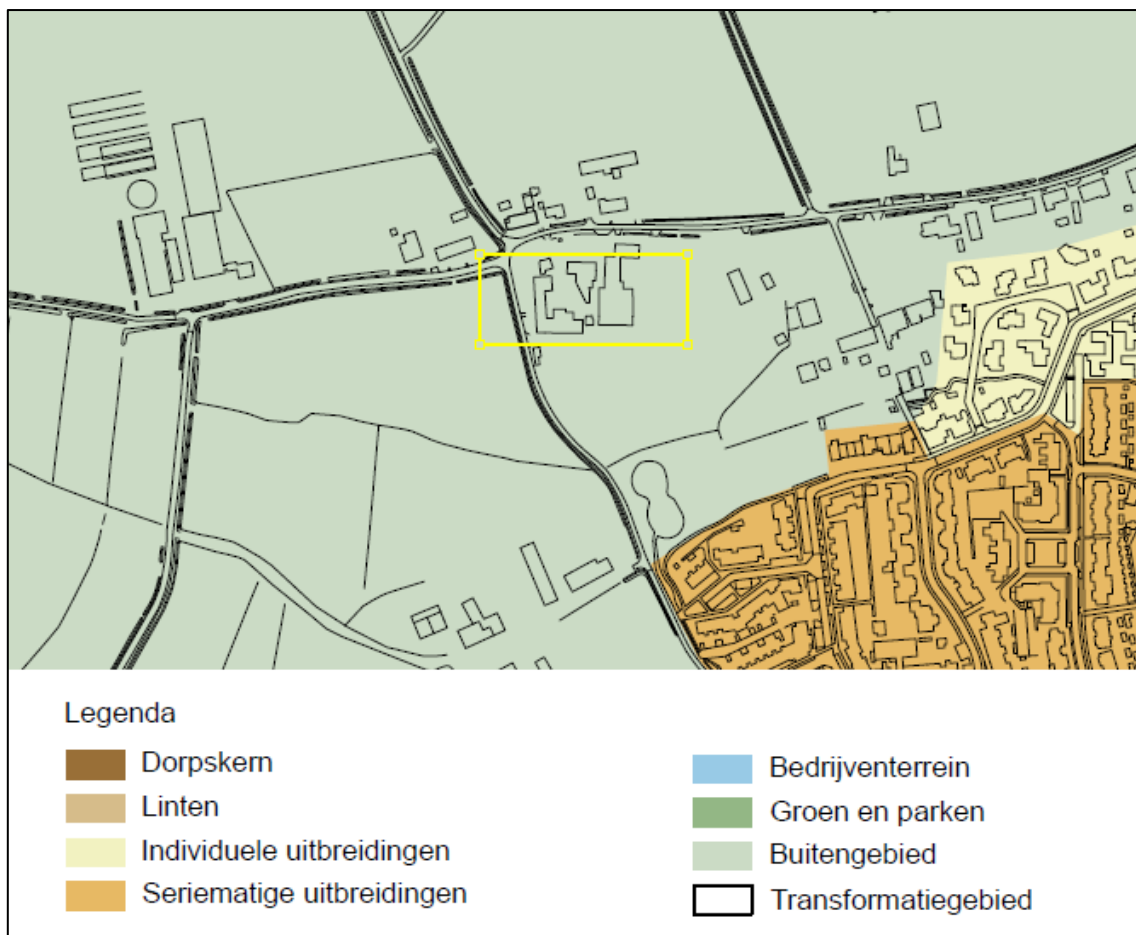 Legenda
Dorpskern
Linten
Individuele uitbreidingen
Seriematige uitbreidingen
Bedrijventerrein
Groen en parken
Buitengebied
Transformatiegebied